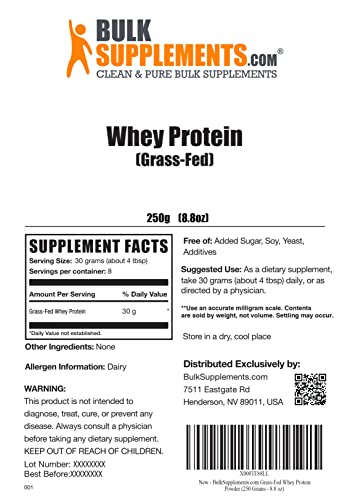 BULK
SUPPLEMENTS.COM®
CLEAN & PURE BULK SUPPLEMENTS
Whey Protein
(Grass-Fed)
250g (8.8oz)
SUPPLEMENT FACTS
Serving Size: 30 grams (about 4 tbsp)
Servings per container: 8
Amount Per Serving % Daily Value
Grass-Fed Whey Protein 30 g *
*Daily Value not established.
Other Ingredients: None
Allergen Information: Dairy
WARNING:
This product is not intended to
diagnose, treat, cure, or prevent any
disease. Always consult a physician
before taking any dietary supplement.
KEEP OUT OF REACH OF CHILDREN.
Lot Number: XXXXXXXX
Best Before:XXXXXXXX
001
Free of: Added Sugar, Soy, Yeast,
Additives
Suggested Use: As a dietary supplement,
take 30 grams (about 4 tbsp) daily, or as
directed by a physician.
**Use an accurate milligram scale. Contents
are sold by weight, not volume. Settling may occur.
Store in a dry, cool place
Distributed Exclusively by:
BulkSupplements.com
7511 Eastgate Rd
Henderson, NV 89011, USA
New - BulkSupplements.com Grass-Fed Whey Protein
Powder (250 Grams - 8.8 oz)